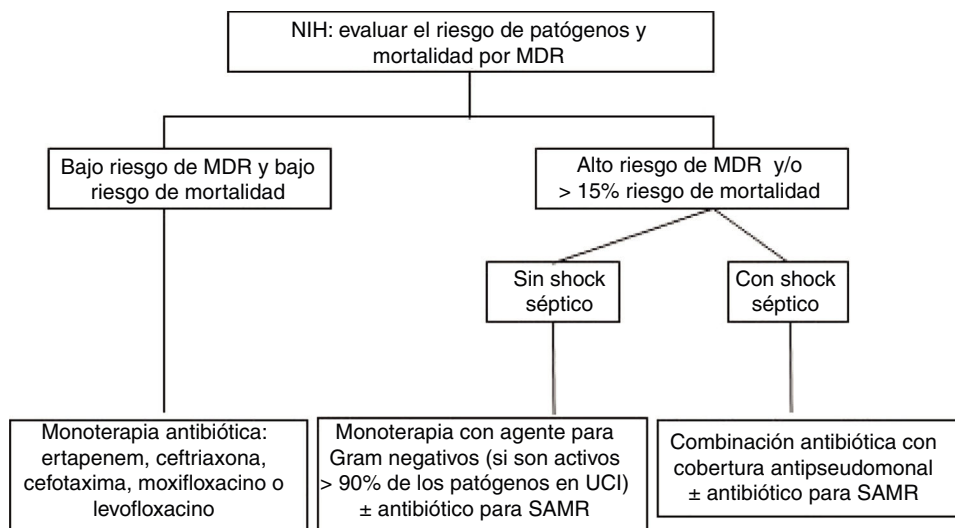 NIH: evaluar el riesgo de patógenos y
mortalidad por MDR
Bajo riesgo de MDR y bajo
riesgo de mortalidad
Alto riesgo de MDR y/o
> 15% riesgo de mortalidad
Sin shock
séptico
Con shock
séptico
Monoterapia antibiótica:
ertapenem, ceftriaxona,
cefotaxima, moxifloxacino o
levofloxacino
Monoterapia con agente para
Gram negativos (si son activos
> 90% de los patógenos en UCI)
± antibiótico para SAMR
Combinación antibiótica con
cobertura antipseudomonal
± antibiótico para SAMR